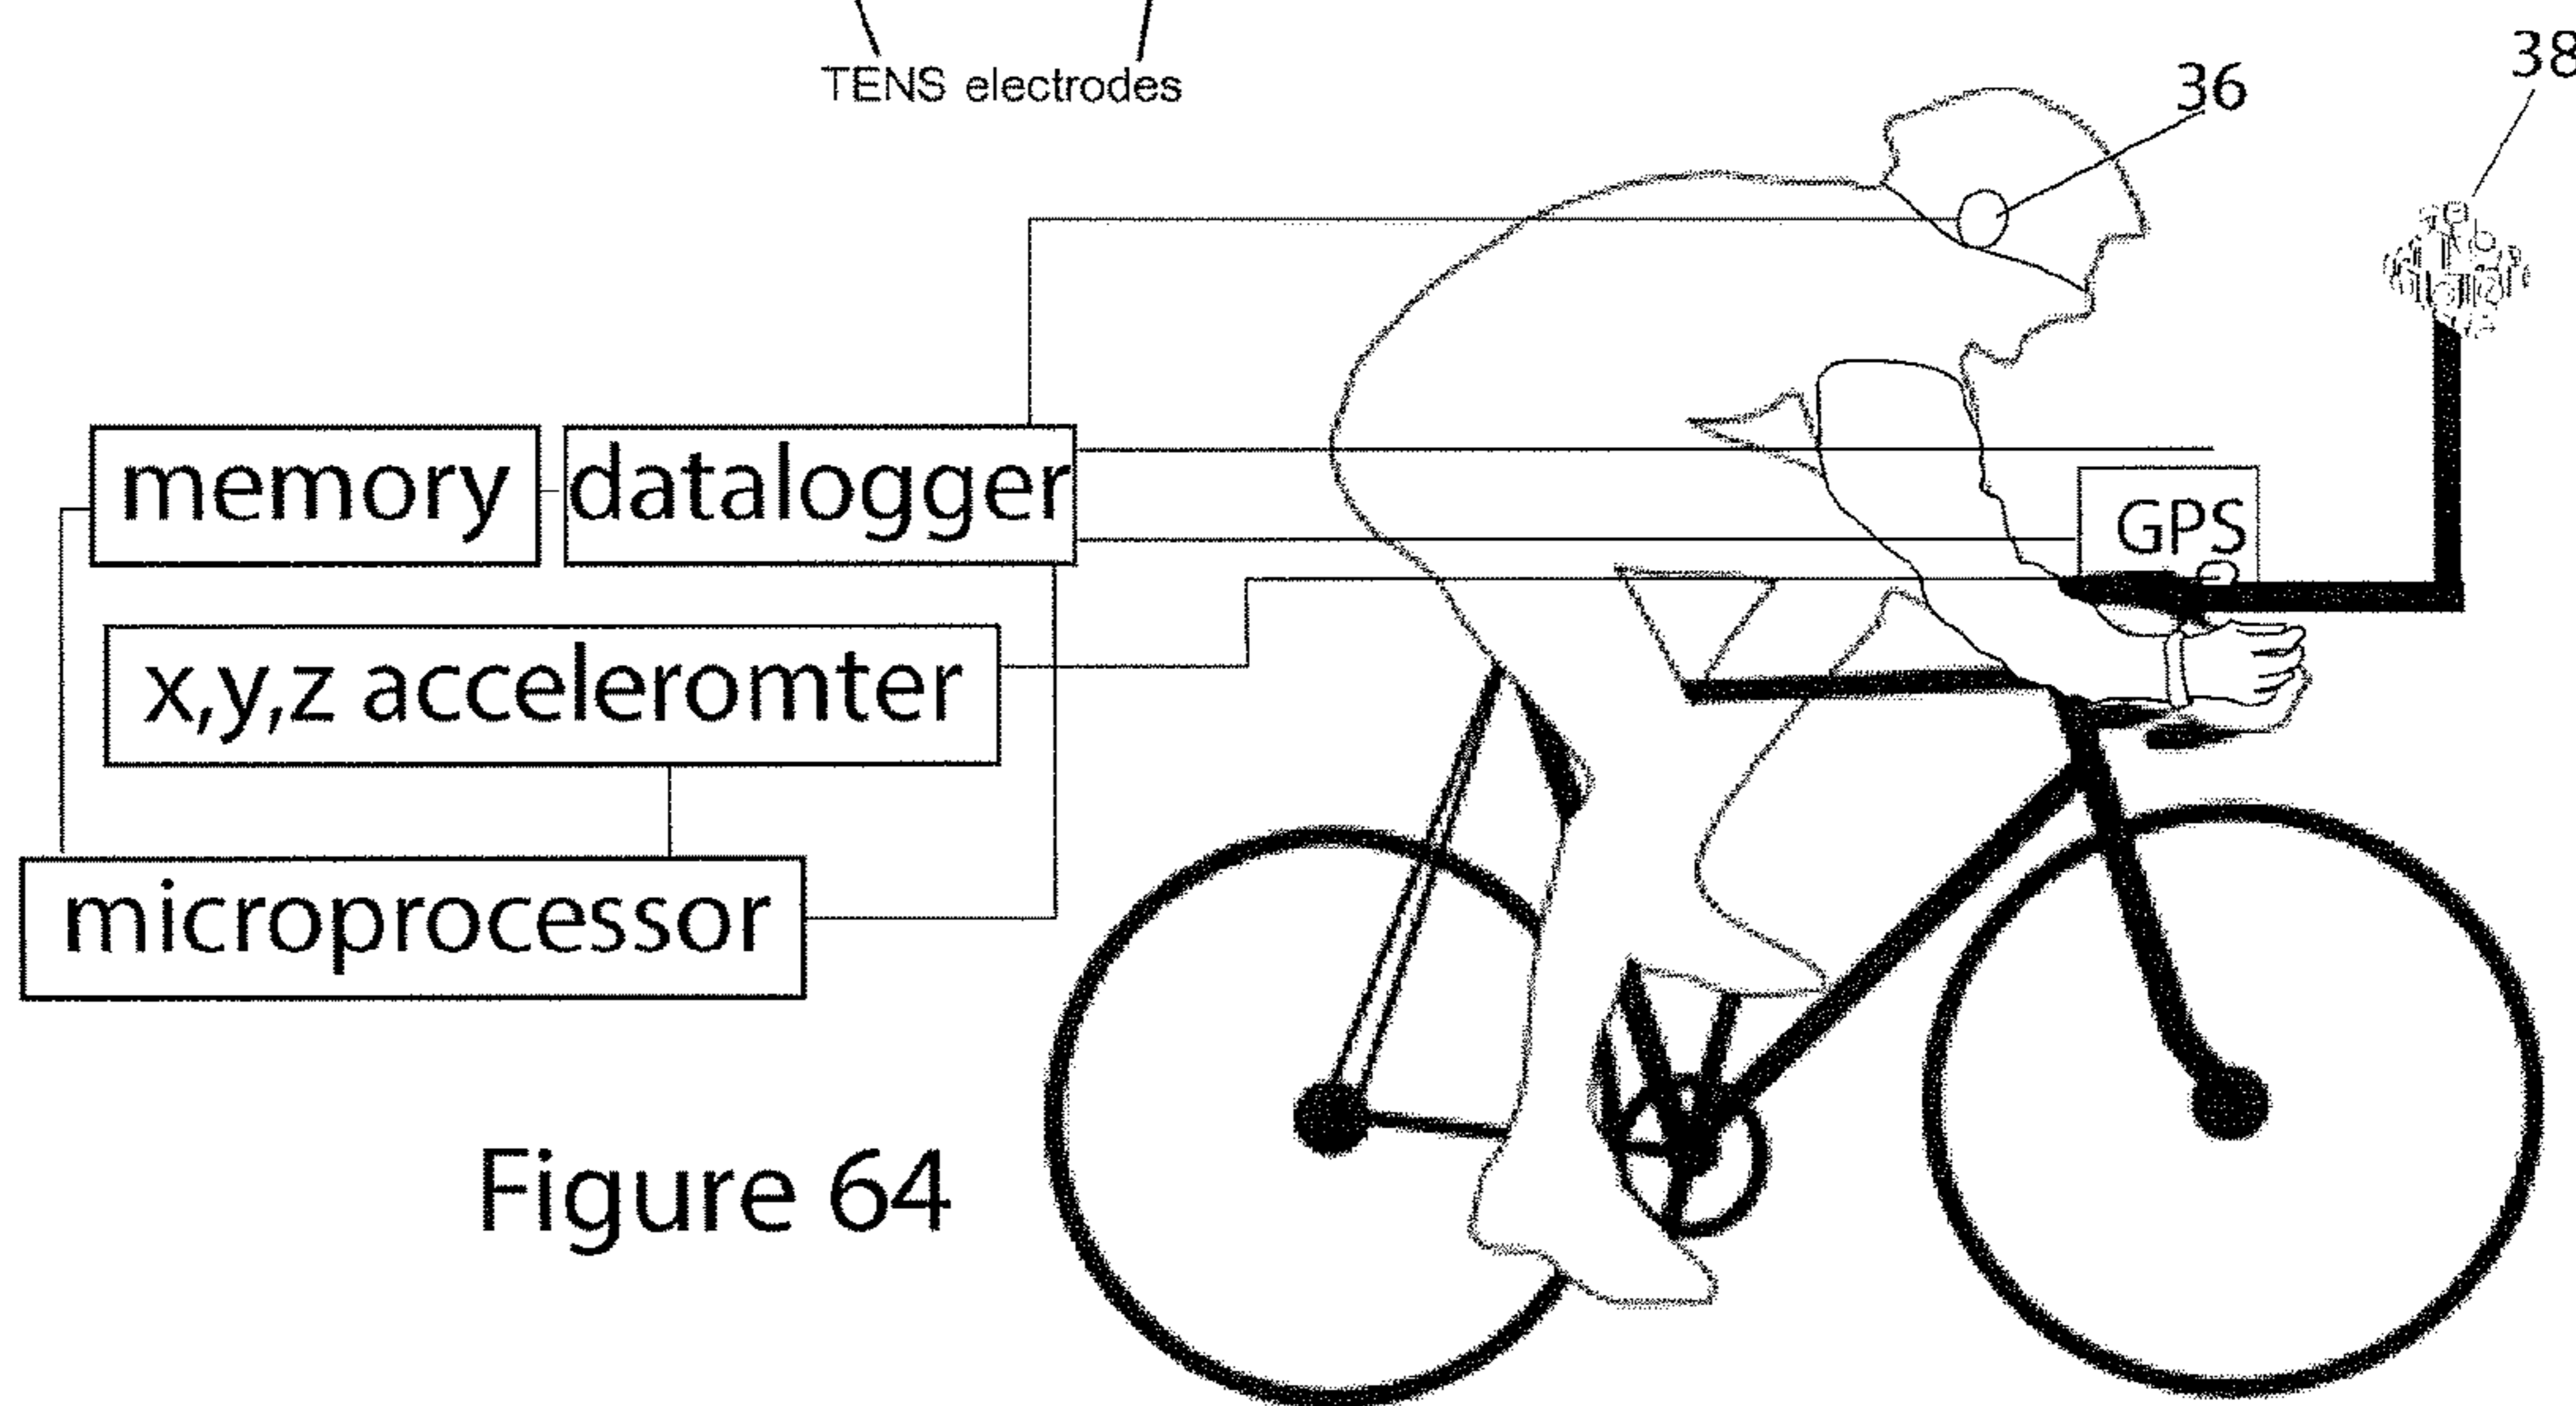 TENS electrodes
36
38
memory
datalogger
GPS
x,y,z acceleromter
microprocessor
Figure 64